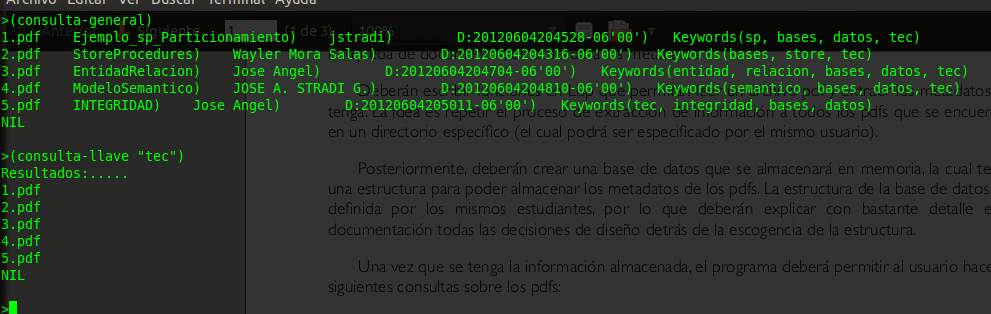 Archivo Editar Ver Buscar Terminal Ayuda
>(consulta-general)
Siguiente 1 (1 de 3) 100%
1.pdf Ejemplo_sp_Particionamiento) jstradi) D:20120604204528-06'00') Keywords(sp, bases, datos, tec)
2.pdf StoreProcedures) Wayler Mora Salas) D:20120604204316-06'00') Keywords(bases, store, tec)
3.pdf EntidadRelacion) Jose Angel) D:20120604204704-06'00') Keywords(entidad, relacion, bases, datos, tec)
4.pdf ModeloSemantico) JOSE A. STRADI G.) D:20120604204810-06'00') Keywords(semantico, bases, datos, tec)
5.pdf INTEGRIDAD) Jose Angel) D:20120604205011-06'00') Keywords(tec, integridad, bases, datos)
NIL
tenga. La idea es repetir el proceso de extracción de información a todos los pdfs que se encuen
en un directorio específico (el cual podrá ser especificado por el mismo usuario).
>(consulta-llave "tec")
Resultados:.....
1.pdf
2.pdf
3.pdf
4.pdf
5.pdf
NIL
>
Posteriormente, deberán crear una base de datos que se almacenará en memoria, la cual te
una estructura para poder almacenar los metadatos de los pdfs. La estructura de la base de datos
definida por los mismos estudiantes, por lo que deberán explicar con bastante detalle e
documentación todas las decisiones de diseño detrás de la escogencia de la estructura.
Una vez que se tenga la información almacenada, el programa deberá permitir al usuario hace
siguientes consultas sobre los pdfs: